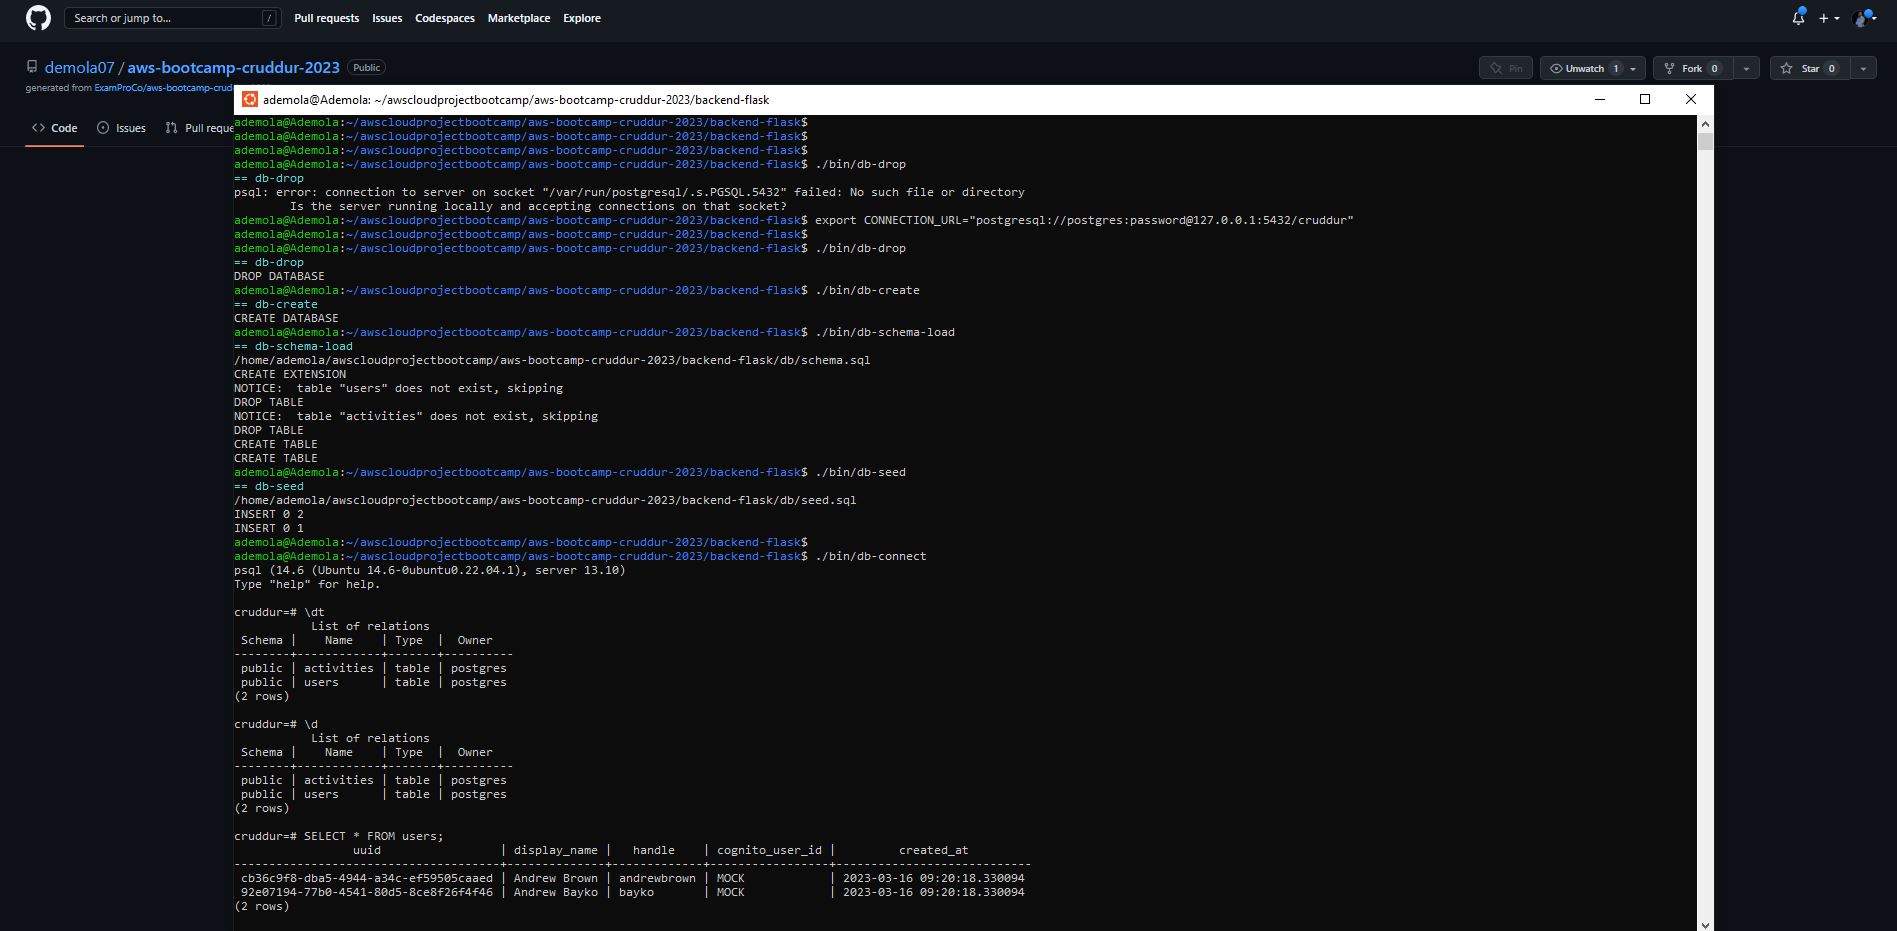 Search or jump to... /
Pull requests Issues Codespaces Marketplace Explore
demola07 / aws-bootcamp-cruddur-2023 Public
Pin Unwatch 1 Fork 0 Star 0
generated from ExamProCo/aws-bootcamp-crud
Code Issues Pull reque
ademola@Ademola: ~/awscloudprojectbootcamp/aws-bootcamp-cruddur-2023/backend-flask
ademola@Ademola:~/awscloudprojectbootcamp/aws-bootcamp-cruddur-2023/backend-flask$
ademola@Ademola:~/awscloudprojectbootcamp/aws-bootcamp-cruddur-2023/backend-flask$
ademola@Ademola:~/awscloudprojectbootcamp/aws-bootcamp-cruddur-2023/backend-flask$
ademola@Ademola:~/awscloudprojectbootcamp/aws-bootcamp-cruddur-2023/backend-flask$ ./bin/db-drop
== db-drop
psql: error: connection to server on socket "/var/run/postgresql/.s.PGSQL.5432" failed: No such file or directory
Is the server running locally and accepting connections on that socket?
ademola@Ademola:~/awscloudprojectbootcamp/aws-bootcamp-cruddur-2023/backend-flask$ export CONNECTION_URL="postgresql://postgres:password@127.0.0.1:5432/cruddur"
ademola@Ademola:~/awscloudprojectbootcamp/aws-bootcamp-cruddur-2023/backend-flask$
ademola@Ademola:~/awscloudprojectbootcamp/aws-bootcamp-cruddur-2023/backend-flask$ ./bin/db-drop
== db-drop
DROP DATABASE
ademola@Ademola:~/awscloudprojectbootcamp/aws-bootcamp-cruddur-2023/backend-flask$ ./bin/db-create
== db-create
CREATE DATABASE
ademola@Ademola:~/awscloudprojectbootcamp/aws-bootcamp-cruddur-2023/backend-flask$ ./bin/db-schema-load
== db-schema-load
/home/ademola/awscloudprojectbootcamp/aws-bootcamp-cruddur-2023/backend-flask/db/schema.sql
CREATE EXTENSION
NOTICE:  table "users" does not exist, skipping
DROP TABLE
NOTICE:  table "activities" does not exist, skipping
DROP TABLE
CREATE TABLE
CREATE TABLE
ademola@Ademola:~/awscloudprojectbootcamp/aws-bootcamp-cruddur-2023/backend-flask$ ./bin/db-seed
== db-seed
/home/ademola/awscloudprojectbootcamp/aws-bootcamp-cruddur-2023/backend-flask/db/seed.sql
INSERT 0 2
INSERT 0 1
ademola@Ademola:~/awscloudprojectbootcamp/aws-bootcamp-cruddur-2023/backend-flask$
ademola@Ademola:~/awscloudprojectbootcamp/aws-bootcamp-cruddur-2023/backend-flask$ ./bin/db-connect
psql (14.6 (Ubuntu 14.6-0ubuntu0.22.04.1), server 13.10)
Type "help" for help.
cruddur=# \dt
List of relations
Schema | Name | Type | Owner
--------+------------+-------+----------
public | activities | table | postgres
public | users | table | postgres
(2 rows)
cruddur=# \d
List of relations
Schema | Name | Type | Owner
--------+------------+-------+----------
public | activities | table | postgres
public | users | table | postgres
(2 rows)
cruddur=# SELECT * FROM users;
uuid | display_name | handle | cognito_user_id | created_at
--------------------------------------+--------------+-------------+-----------------+----------------------------
cb36c9f8-dba5-4944-a34c-ef59505caaed | Andrew Brown | andrewbrown | MOCK | 2023-03-16 09:20:18.330094
92e07194-77b0-4541-80d5-8ce8f26f4f46 | Andrew Bayko | bayko | MOCK | 2023-03-16 09:20:18.330094
(2 rows)